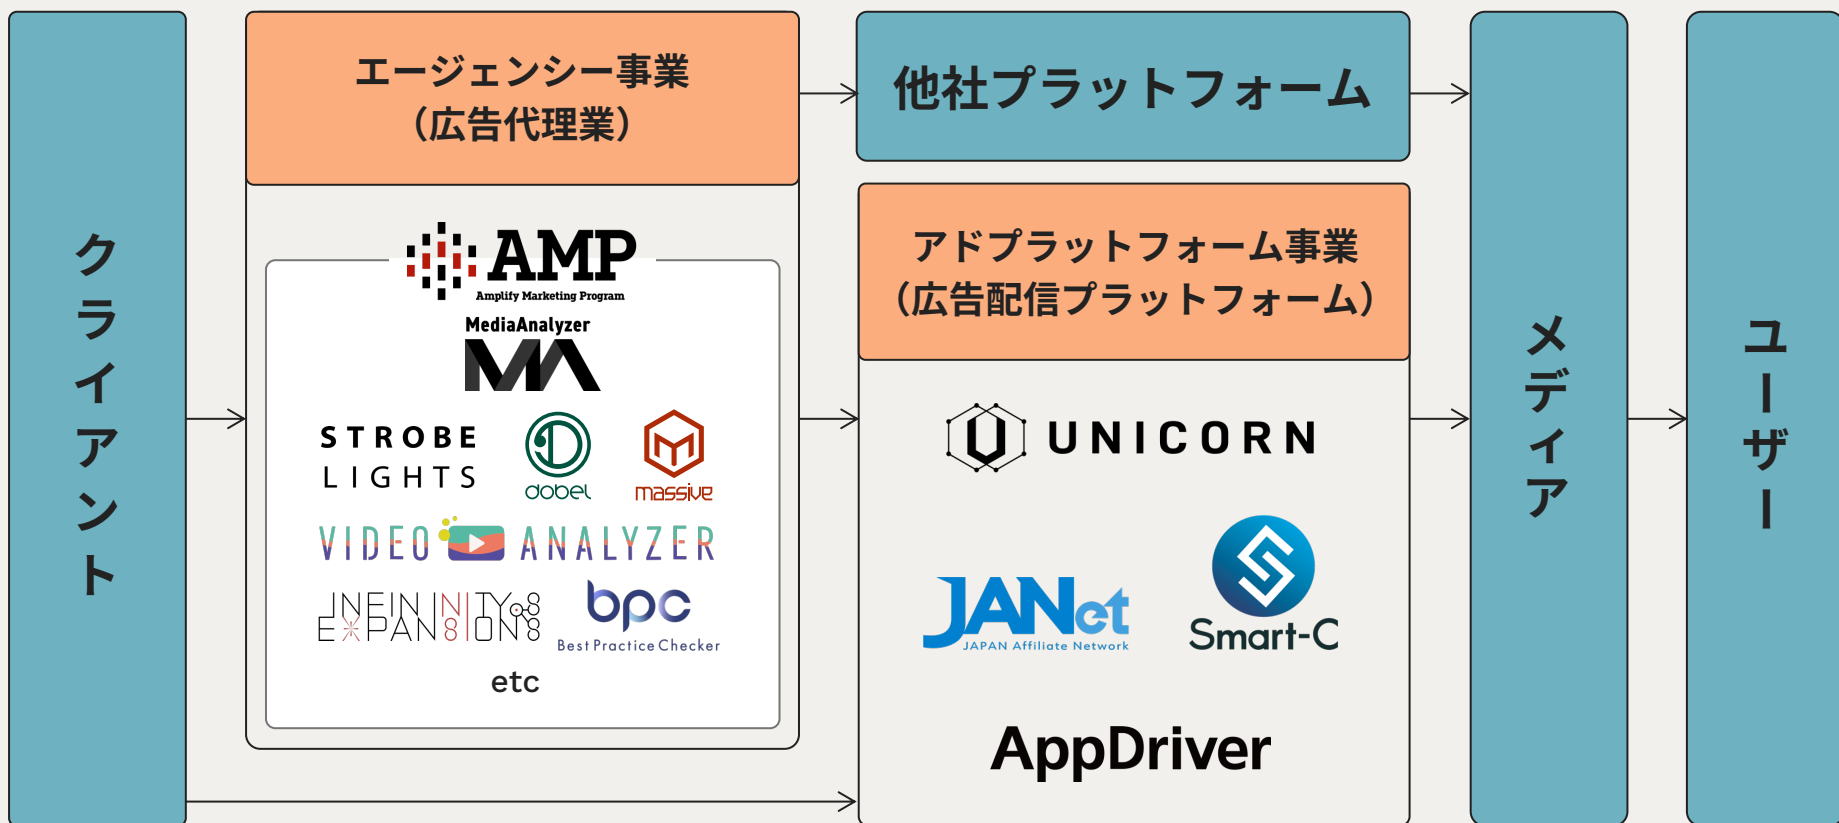 クライアント
エージェンシー事業
（広告代理業）
AMP
Amplify Marketing Program
MediaAnalyzer
MA
STROBE
LIGHTS
dobel
massive
VIDEO ANALYZER
INFINITY
EXPANSION
bpc
Best Practice Checker
etc
他社プラットフォーム
アドプラットフォーム事業
（広告配信プラットフォーム）
UNICORN
JANet
JAPAN Affiliate Network
Smart-C
AppDriver
メディア
ユーザー